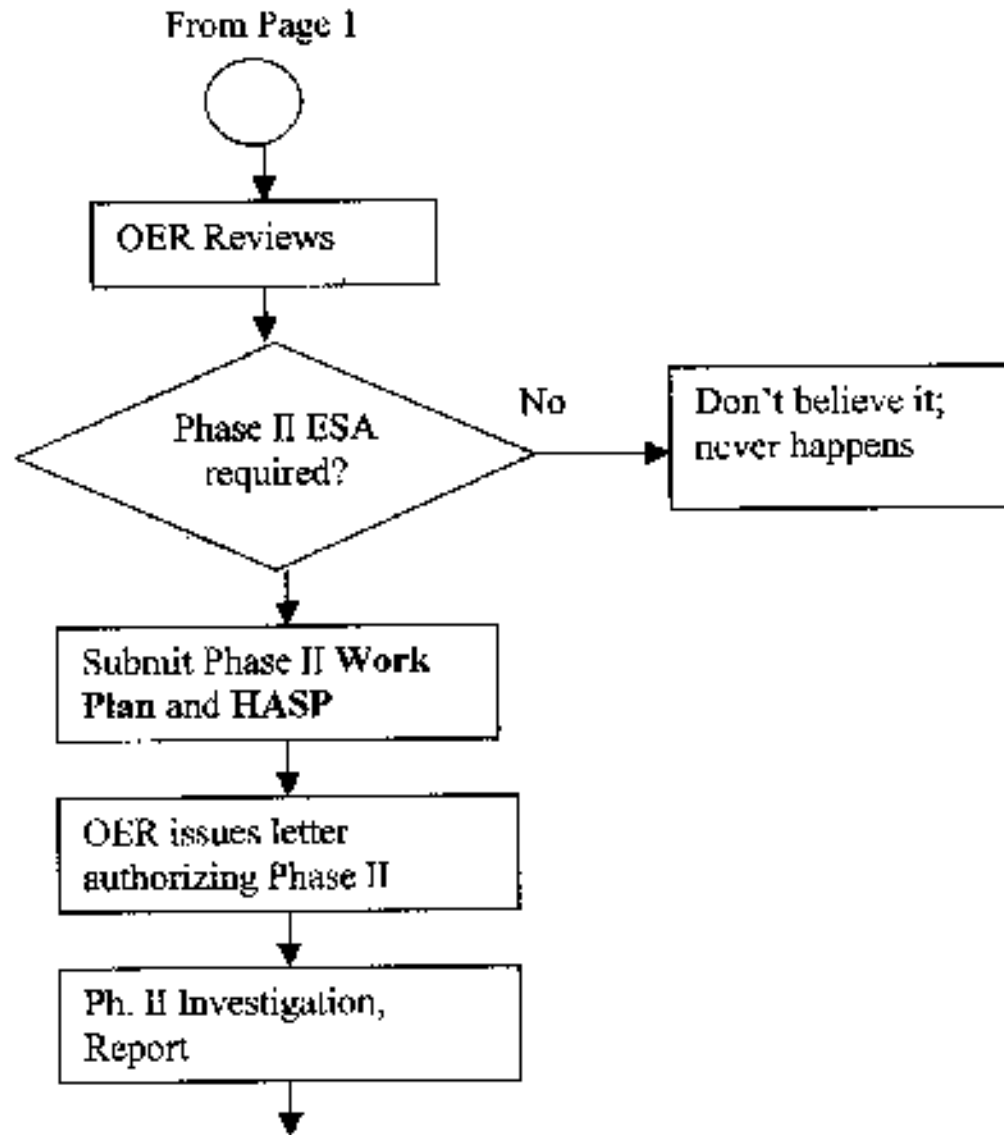 From Page 1
OER Reviews
Phase II ESA
required?
No
Don't believe it;
never happens
Submit Phase II Work
Plan and HASP
OER issues letter
authorizing Phase II
Ph. II Investigation,
Report